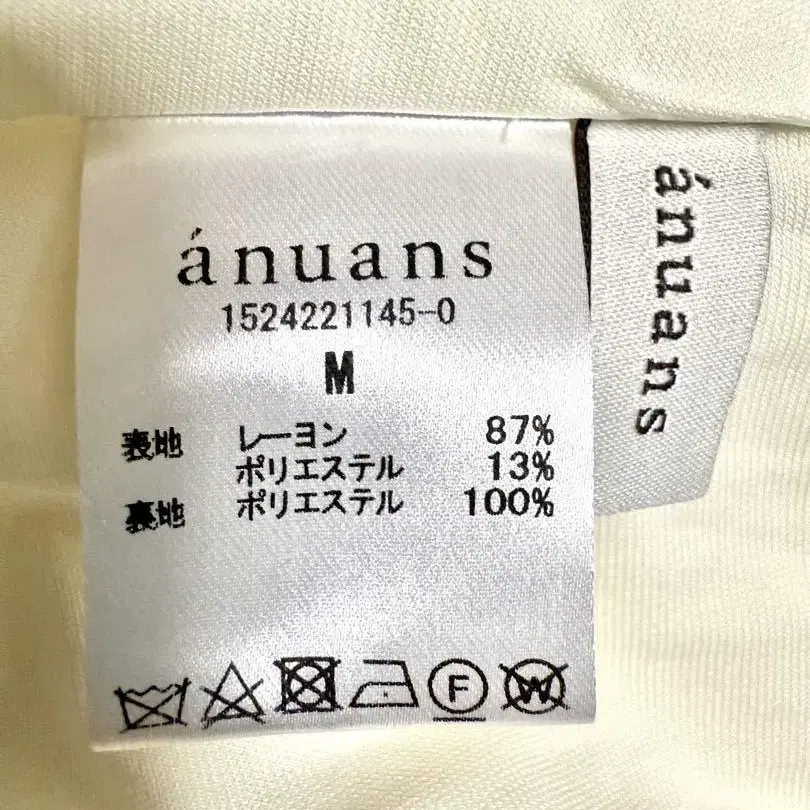 ánuans
1524221145-0
M
表地 レーヨン 87%
ポリエステル 13%
裏地 ポリエステル 100%
F
W
ánuans